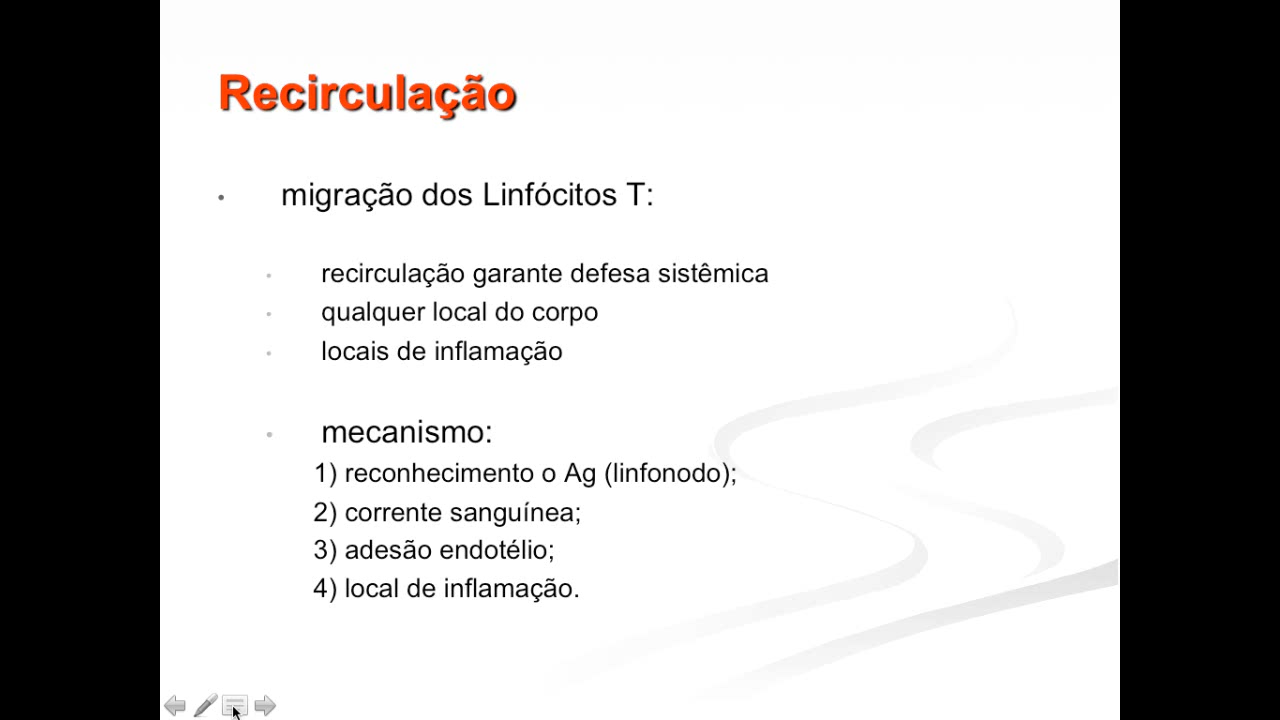 Recirculação
• migração dos Linfócitos T:
• recirculação garante defesa sistêmica
• qualquer local do corpo
• locais de inflamação
• mecanismo:
1) reconhecimento o Ag (linfonodo);
2) corrente sanguínea;
3) adesão endotélio;
4) local de inflamação.